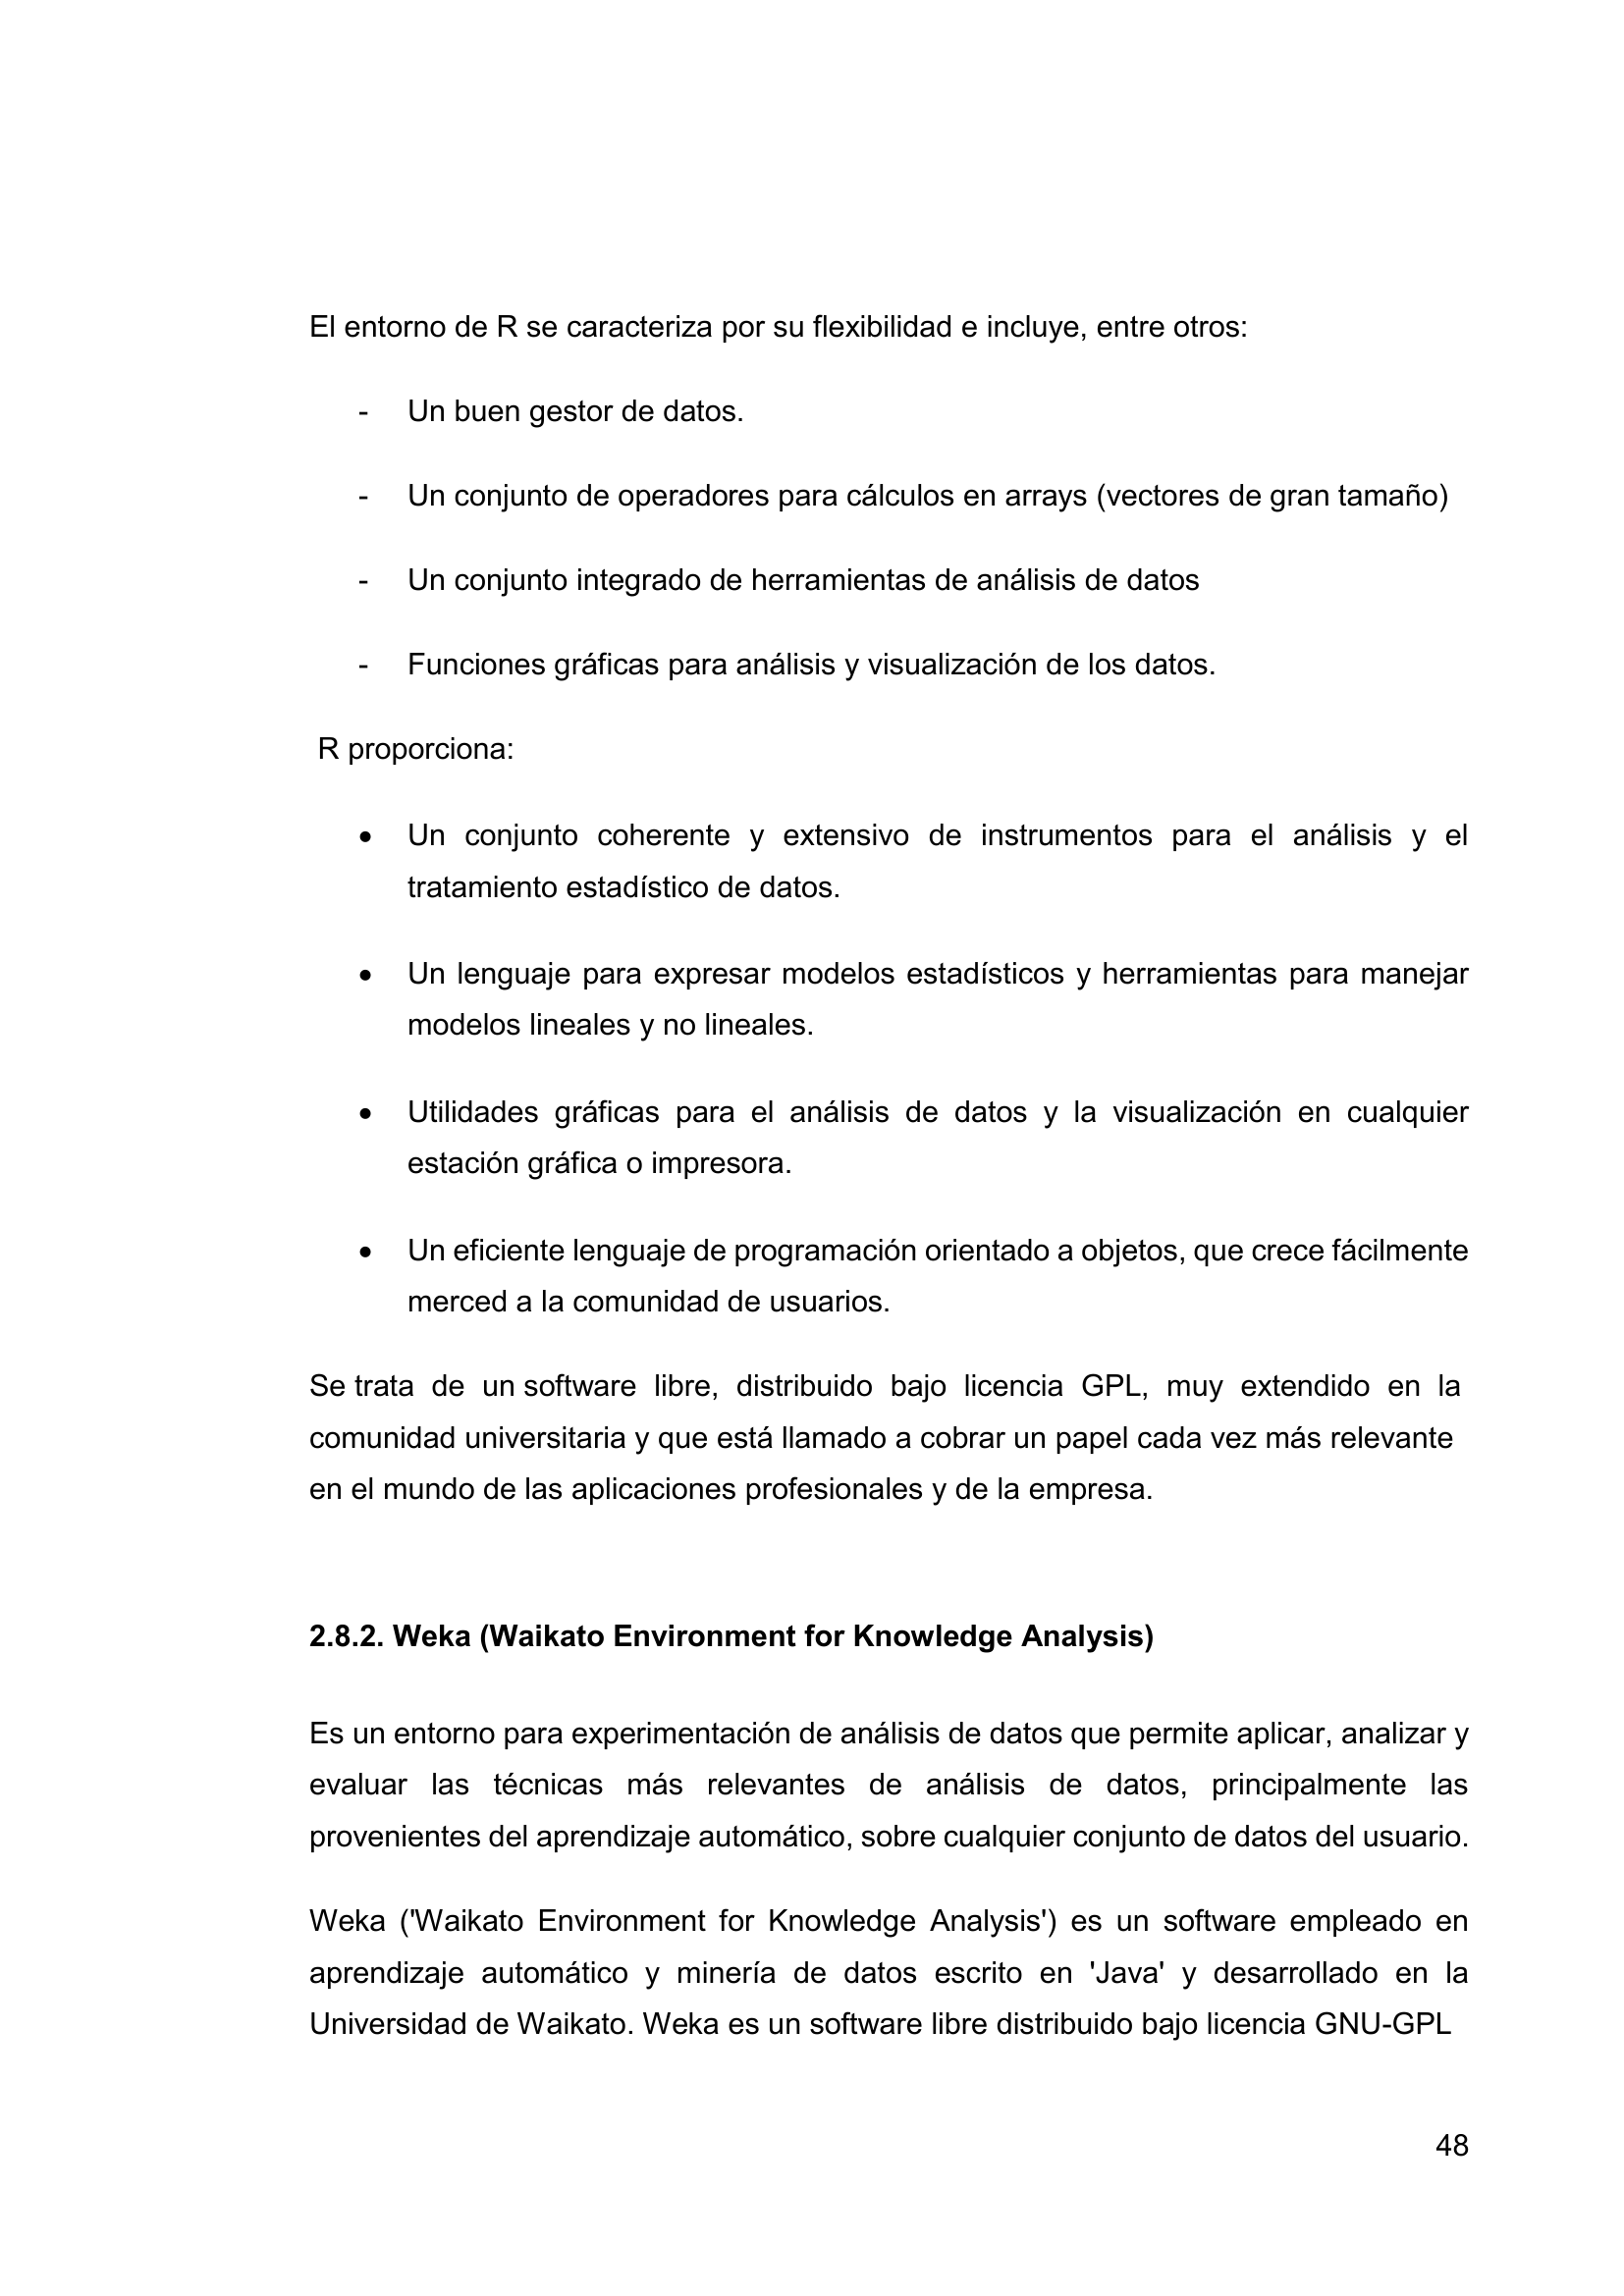 El entorno de R se caracteriza por su flexibilidad e incluye, entre otros:
- Un buen gestor de datos.
- Un conjunto de operadores para cálculos en arrays (vectores de gran tamaño)
- Un conjunto integrado de herramientas de análisis de datos
- Funciones gráficas para análisis y visualización de los datos.
R proporciona:
• Un conjunto coherente y extensivo de instrumentos para el análisis y el
tratamiento estadístico de datos.
• Un lenguaje para expresar modelos estadísticos y herramientas para manejar
modelos lineales y no lineales.
• Utilidades gráficas para el análisis de datos y la visualización en cualquier
estación gráfica o impresora.
• Un eficiente lenguaje de programación orientado a objetos, que crece fácilmente
merced a la comunidad de usuarios.
Se trata de un software libre, distribuido bajo licencia GPL, muy extendido en la
comunidad universitaria y que está llamado a cobrar un papel cada vez más relevante
en el mundo de las aplicaciones profesionales y de la empresa.
2.8.2. Weka (Waikato Environment for Knowledge Analysis)
Es un entorno para experimentación de análisis de datos que permite aplicar, analizar y
evaluar las técnicas más relevantes de análisis de datos, principalmente las
provenientes del aprendizaje automático, sobre cualquier conjunto de datos del usuario.
Weka ('Waikato Environment for Knowledge Analysis') es un software empleado en
aprendizaje automático y minería de datos escrito en 'Java' y desarrollado en la
Universidad de Waikato. Weka es un software libre distribuido bajo licencia GNU-GPL
48